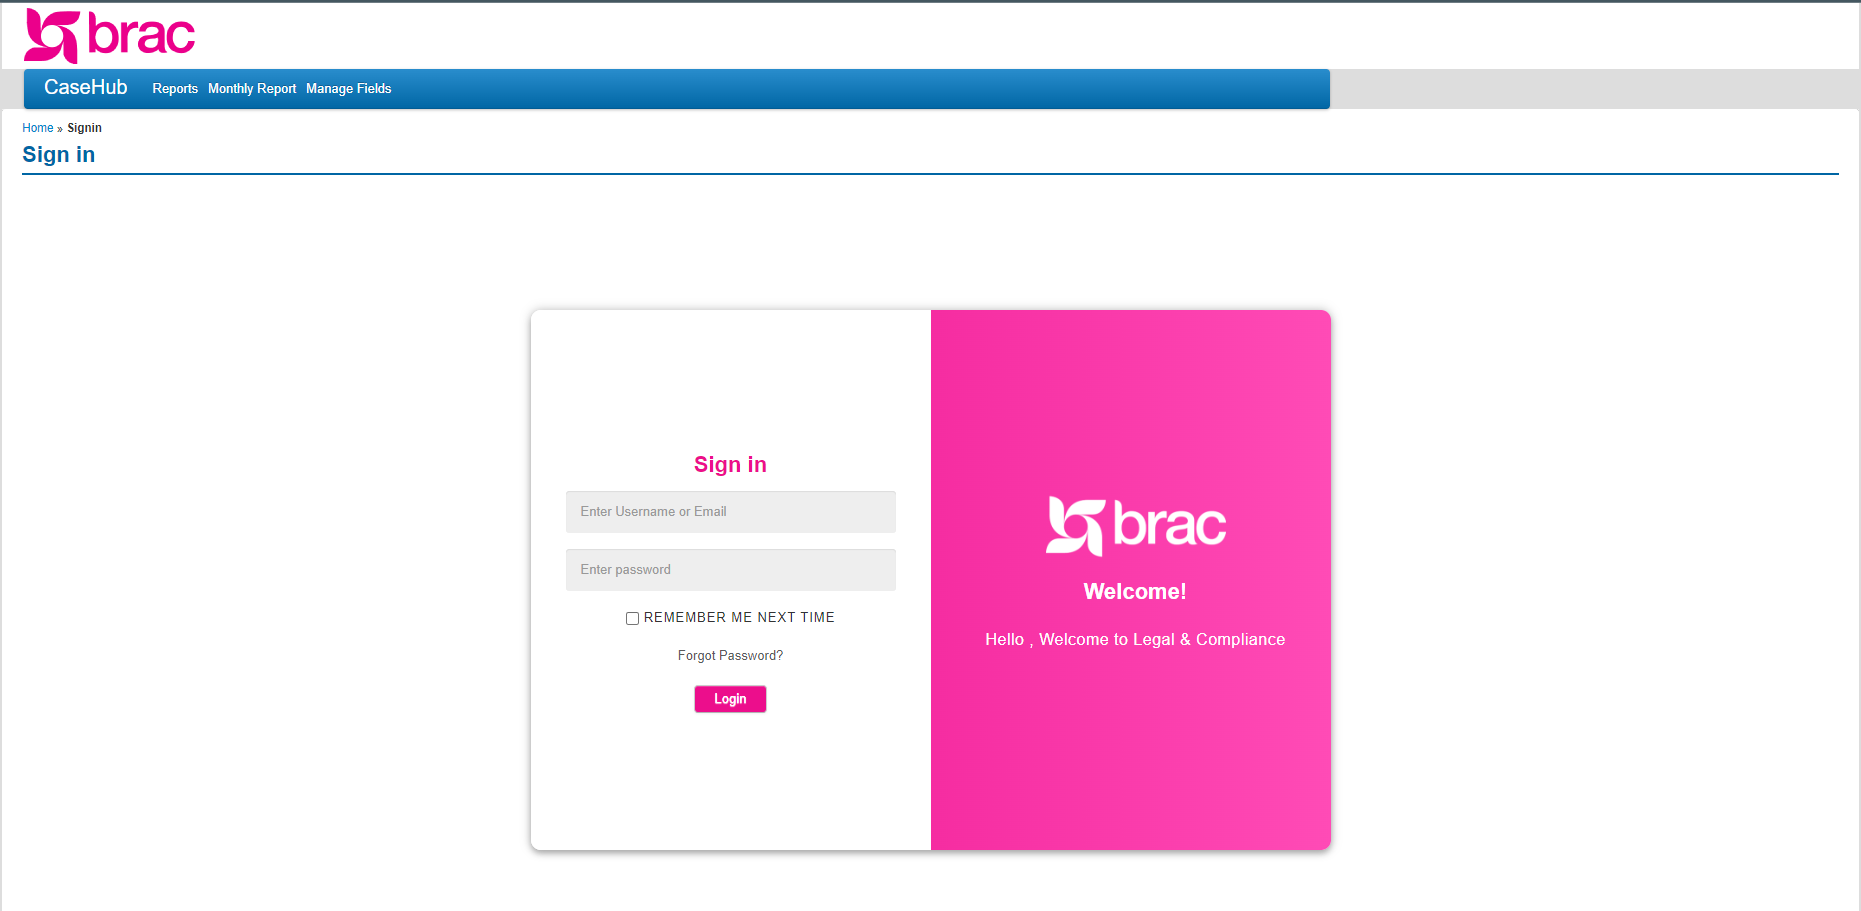 brac
CaseHub Reports Monthly Report Manage Fields
Home » Signin
Sign in
Sign in
Enter Username or Email
Enter password
REMEMBER ME NEXT TIME
Forgot Password?
Login
brac
Welcome!
Hello , Welcome to Legal & Compliance